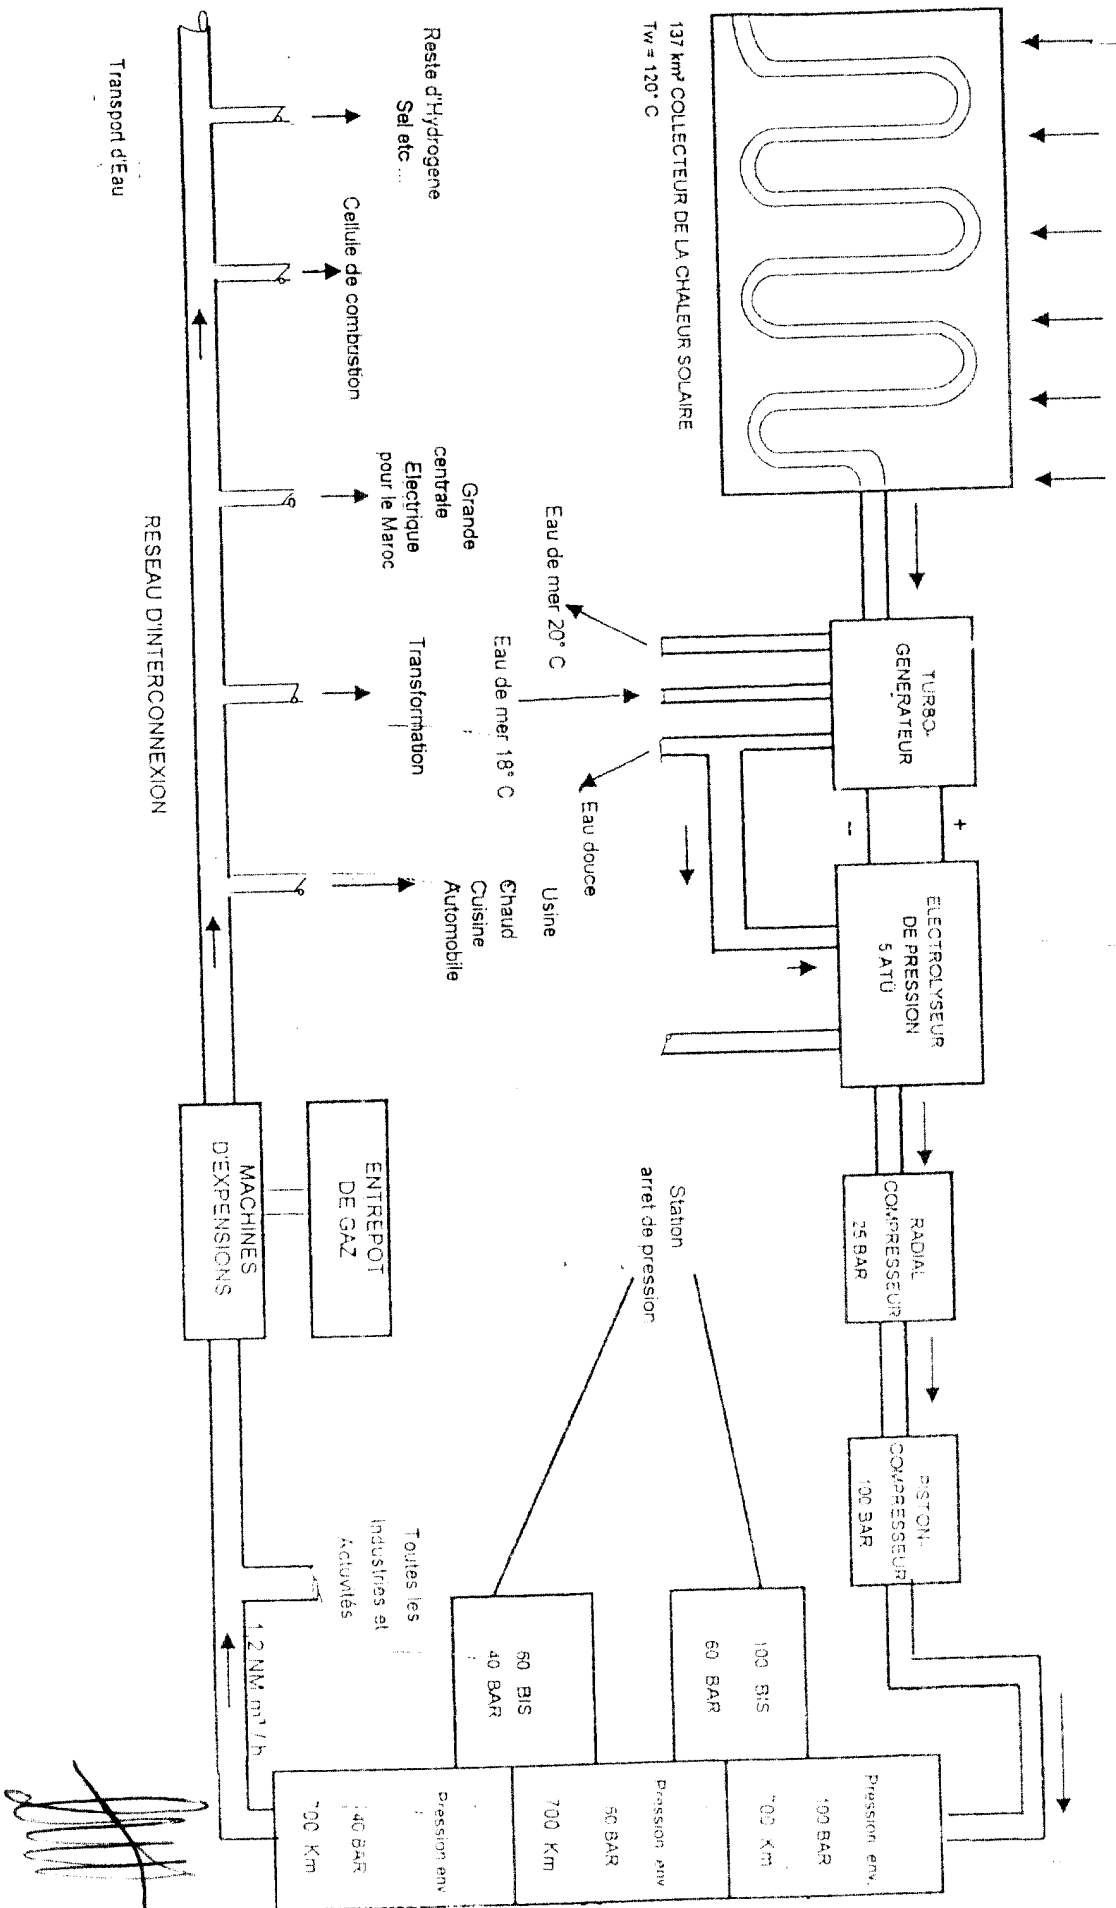 137 km² COLLECTEUR DE LA CHALEUR SOLAIRE
Tw = 120° C
TURBO-
GENERATEUR
+
--
ELECTROLYSEUR
DE PRESSION
5 ATÜ
RADIAL
COMPRESSEUR
25 BAR
PISTON-
COMPRESSEUR
100 BAR
Eau de mer 20° C
Eau de mer 18° C
Eau douce
Station
arret de pression
100 BIS
60 BAR
60 BIS
40 BAR
Pression env.
100 BAR
700 Km
Pression env
60 BAR
700 Km
Pression env
40 BAR
700 Km
Reste d'Hydrogene
Sel etc ...
Cellule de combustion
Grande
centrale
Electrique
pour le Maroc
Transformation
Usine
Chaud
Cuisine
Automobile
ENTREPOT
DE GAZ
MACHINES
D'EXPENSIONS
Toutes les
Industries et
Activités
1,2 NM m³ / h
Transport d'Eau
RESEAU D'INTERCONNEXION